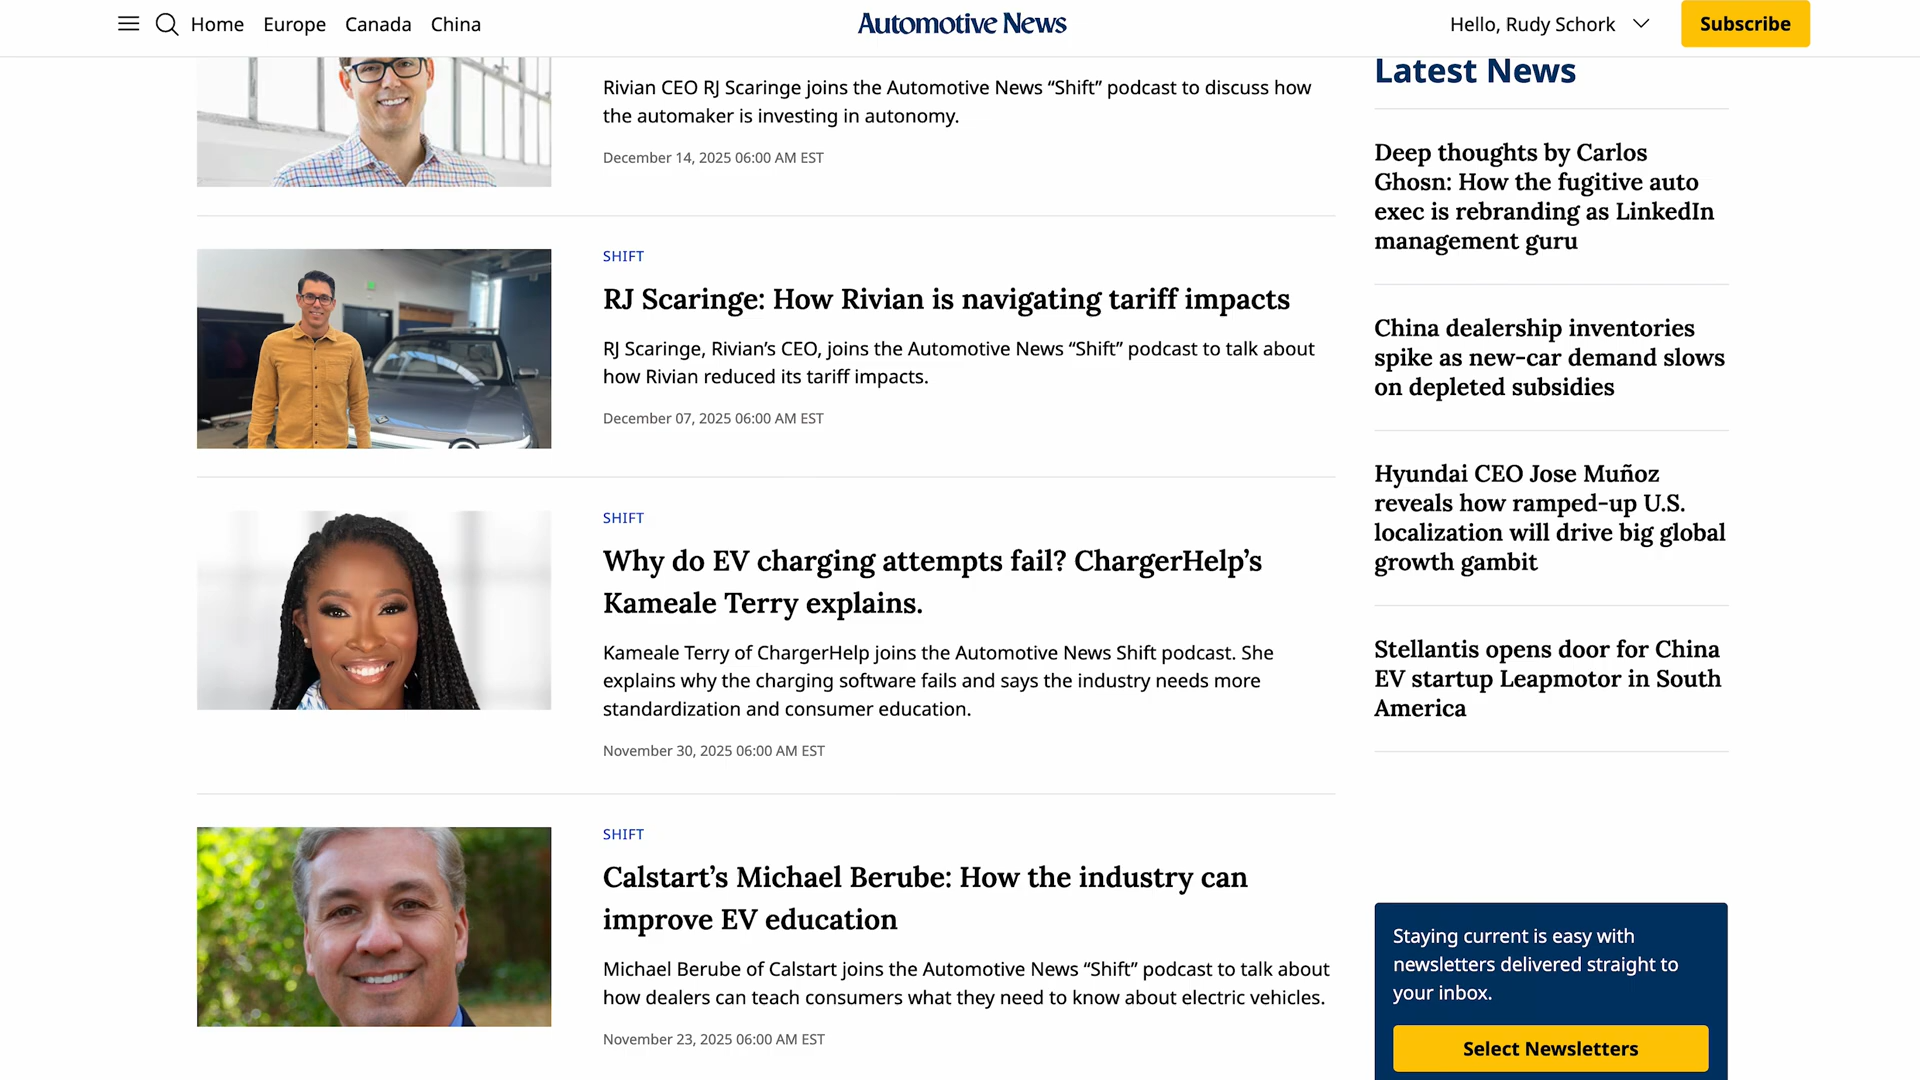 Home Europe Canada China
Automotive News
Hello, Rudy Schork
Subscribe
Rivian CEO RJ Scaringe joins the Automotive News “Shift” podcast to discuss how
the automaker is investing in autonomy.
December 14, 2025 06:00 AM EST
SHIFT
RJ Scaringe: How Rivian is navigating tariff impacts
RJ Scaringe, Rivian’s CEO, joins the Automotive News “Shift” podcast to talk about
how Rivian reduced its tariff impacts.
December 07, 2025 06:00 AM EST
SHIFT
Why do EV charging attempts fail? ChargerHelp’s
Kameale Terry explains.
Kameale Terry of ChargerHelp joins the Automotive News Shift podcast. She
explains why the charging software fails and says the industry needs more
standardization and consumer education.
November 30, 2025 06:00 AM EST
SHIFT
Calstart’s Michael Berube: How the industry can
improve EV education
Michael Berube of Calstart joins the Automotive News “Shift” podcast to talk about
how dealers can teach consumers what they need to know about electric vehicles.
November 23, 2025 06:00 AM EST
Latest News
Deep thoughts by Carlos
Ghosn: How the fugitive auto
exec is rebranding as LinkedIn
management guru
China dealership inventories
spike as new-car demand slows
on depleted subsidies
Hyundai CEO Jose Muñoz
reveals how ramped-up U.S.
localization will drive big global
growth gambit
Stellantis opens door for China
EV startup Leapmotor in South
America
Staying current is easy with
newsletters delivered straight to
your inbox.
Select Newsletters